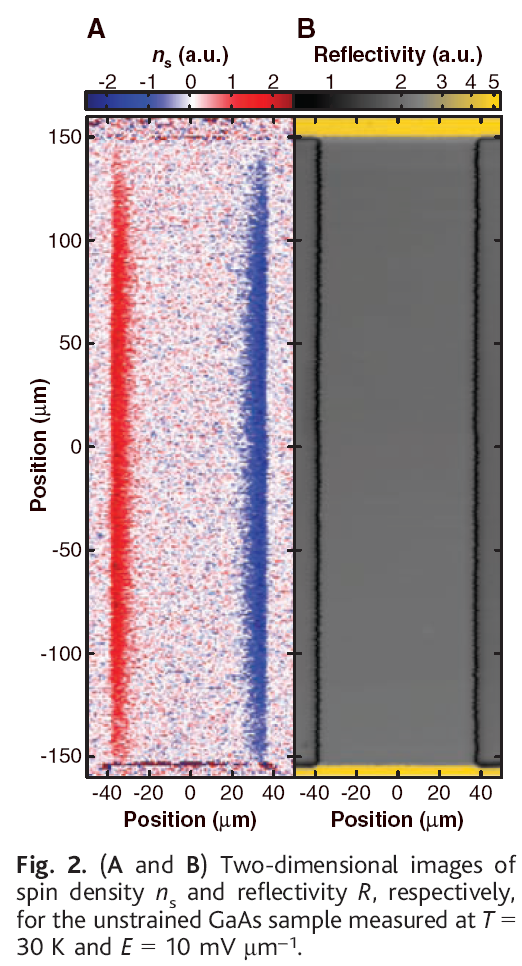 A
B
n_s (a.u.)
Reflectivity (a.u.)
-2 -1 0 1 2
1 2 3 4 5
150
100
50
0
-50
-100
-150
Position (μm)
-40 -20 0 20 40
-40 -20 0 20 40
Position (μm)
Position (μm)
Fig. 2. (A and B) Two-dimensional images of
spin density n_s and reflectivity R, respectively,
for the unstrained GaAs sample measured at T =
30 K and E = 10 mV μm⁻¹.